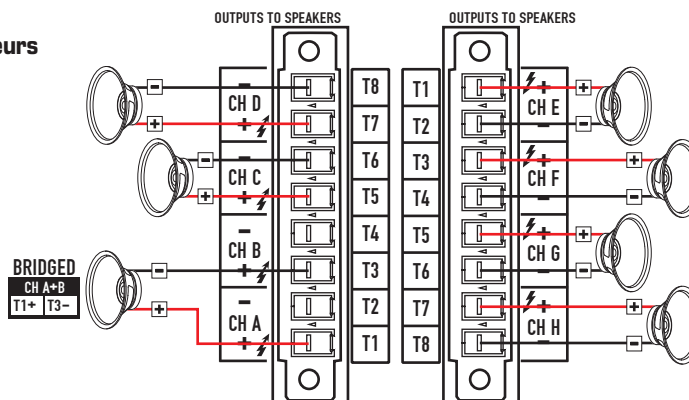 eurs
OUTPUTS TO SPEAKERS
OUTPUTS TO SPEAKERS
- CH D +
- CH C +
- CH B +
- CH A +
T8
T7
T6
T5
T4
T3
T2
T1
T1
T2
T3
T4
T5
T6
T7
T8
+ CH E -
+ CH F -
+ CH G -
+ CH H -
BRIDGED
CH A+B
T1+ T3-
- + - + - +
+ - + - + - + -